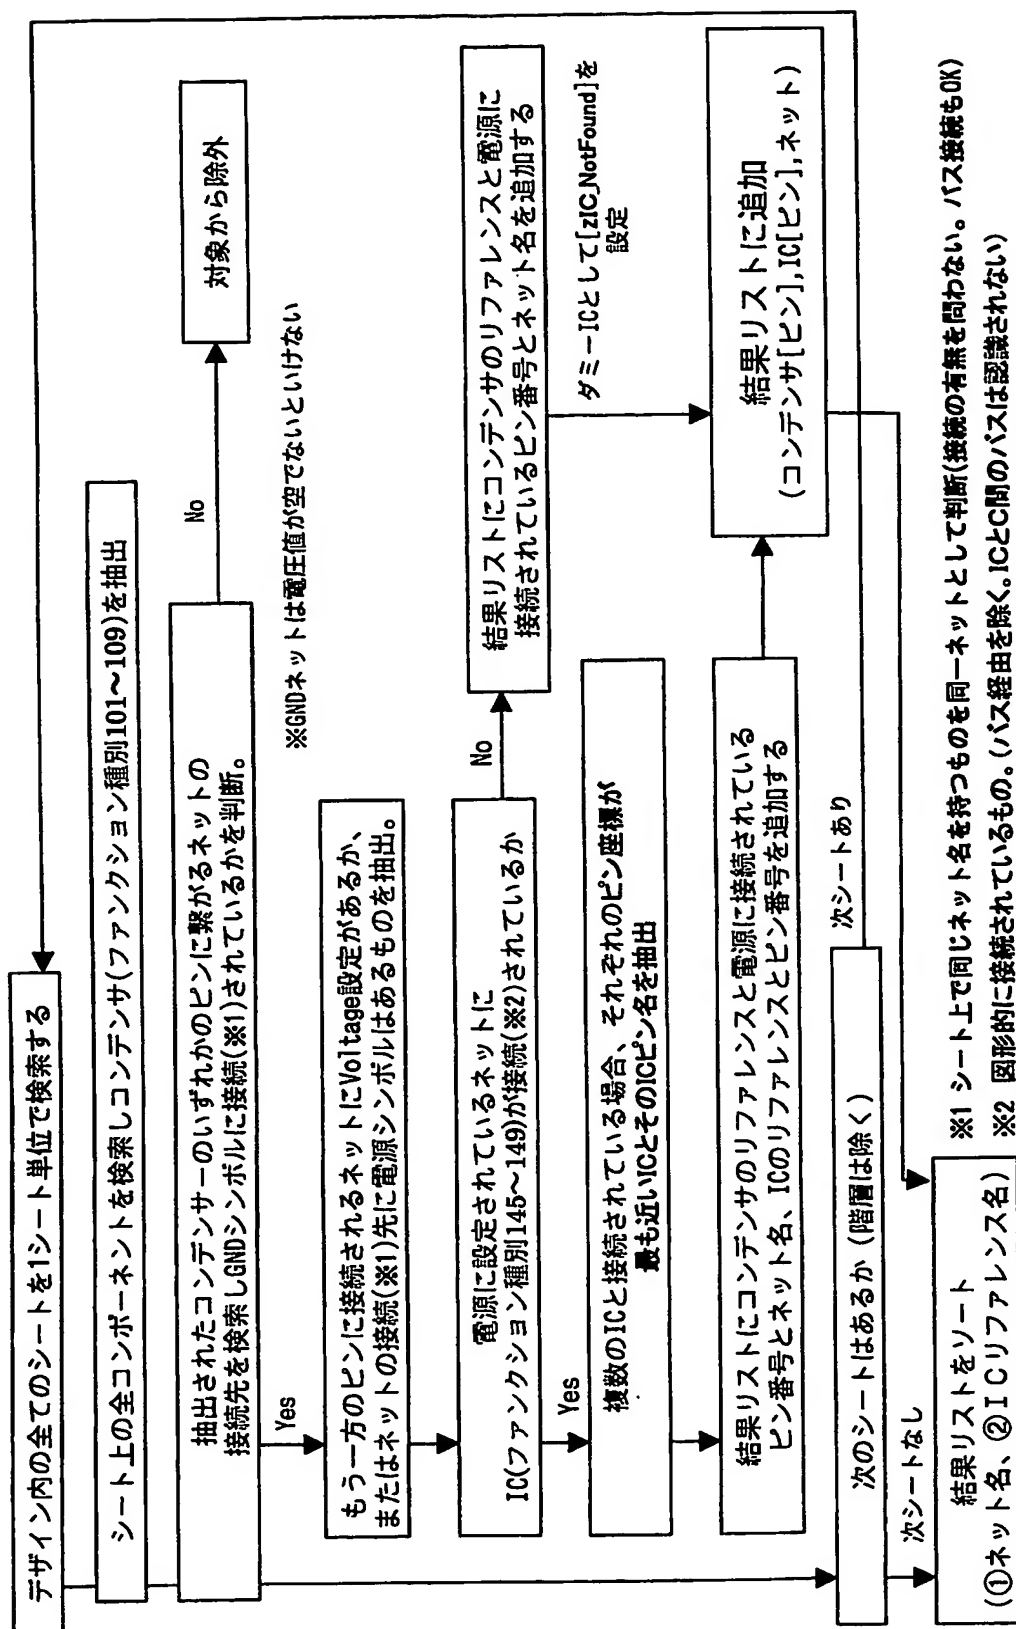 デザイン内の全てのシートを1シート単位で検索する
シート上の全コンポーネントを検索しコンデンサ(ファンクション種別101～109)を抽出
抽出されたコンデンサーのいずれかのピンに繋がるネットの
接続先を検索しGNDシンボルに接続(※1)されているかを判断。
No
対象から除外
※GNDネットは電圧値が空でないといけない
Yes
もう一方のピンに接続されるネットにVoltage設定があるか、
またはネットの接続(※1)先に電源シンボルはあるものを抽出。
電源に設定されているネットに
IC(ファンクション種別145～149)が接続(※2)されているか
No
結果リストにコンデンサのリファレンスと電源に
接続されているピン番号とネット名を追加する
ダミーICとして[zIC_NotFound]を
設定
Yes
複数のICと接続されている場合、それぞれのピン座標が
最も近いICとそのICピン名を抽出
結果リストにコンデンサのリファレンスと電源に接続されている
ピン番号とネット名、ICのリファレンスとピン番号を追加する
結果リストに追加
(コンデンサ[ピン],IC[ピン],ネット)
次のシートはあるか (階層は除く)
次シートあり
次シートなし
結果リストをソート
(①ネット名、②ICリファレンス名)
※1 シート上で同じネット名を持つものを同一ネットとして判断(接続の有無を問わない。バス接続もOK)
※2 図形的に接続されているもの。(バス経由を除く。ICとC間のバスは認識されない)